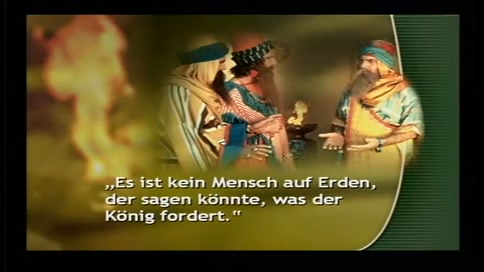 „Es ist kein Mensch auf Erden,
der sagen könnte, was der
König fordert.“